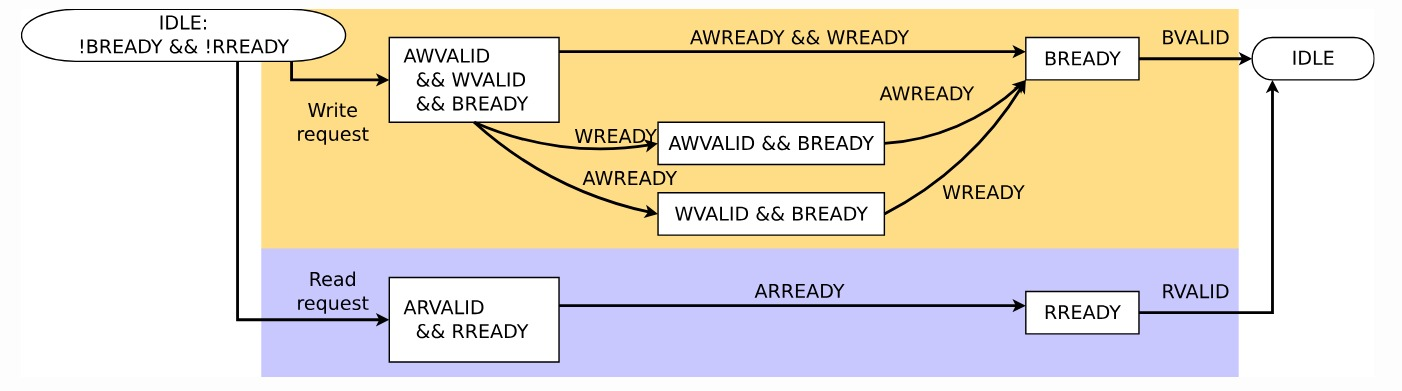 IDLE:
!BREADY && !RREADY
Write
request
AWVALID
&& WVALID
&& BREADY
AWREADY && WREADY
BREADY
BVALID
IDLE
AWREADY
WREADY
AWVALID && BREADY
AWREADY
WVALID && BREADY
WREADY
Read
request
ARVALID
&& RREADY
ARREADY
RREADY
RVALID